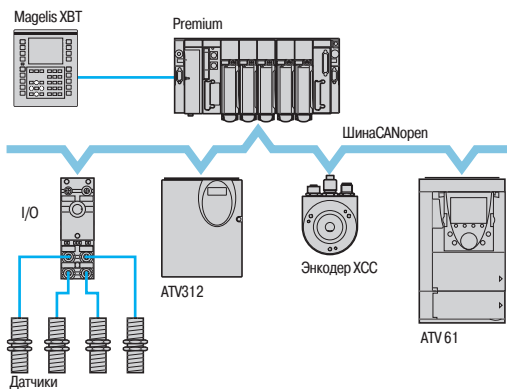 Magelis XBT
Premium
ШинаCANopen
I/O
ATV312
Энкодер XCC
ATV 61
Датчики